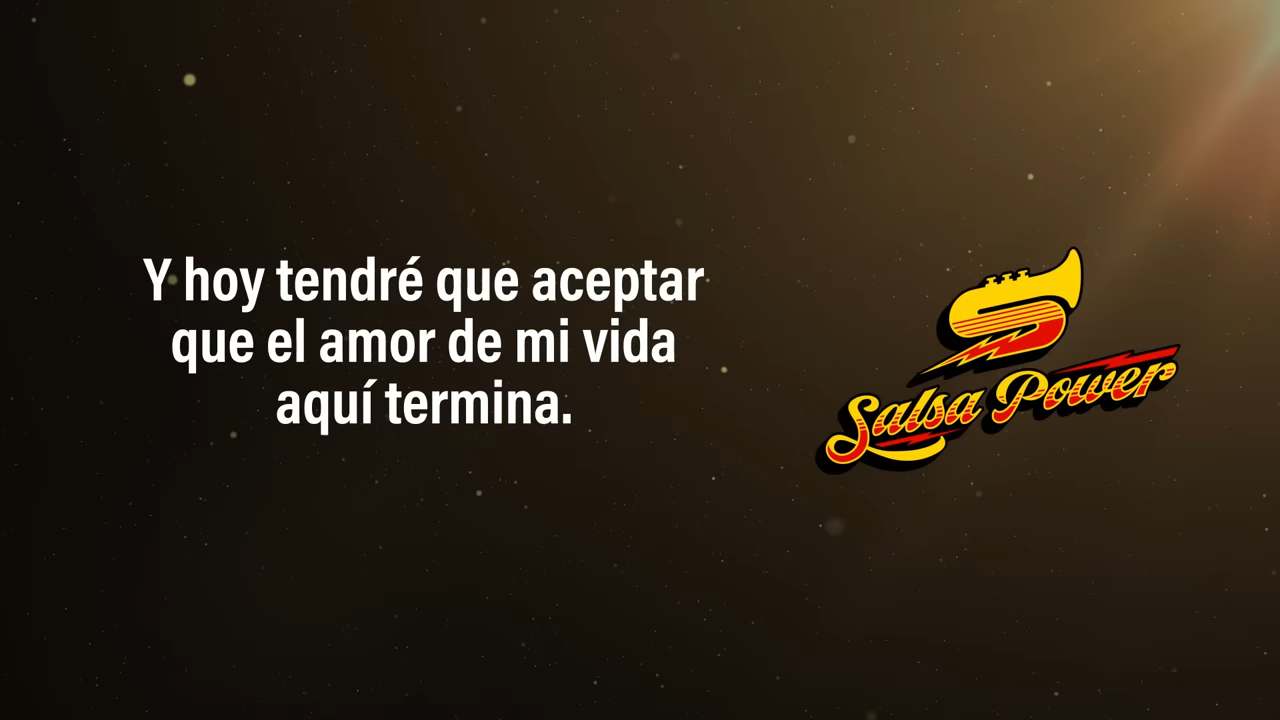 Y hoy tendré que aceptar
que el amor de mi vida
aquí termina.
Salsa Power